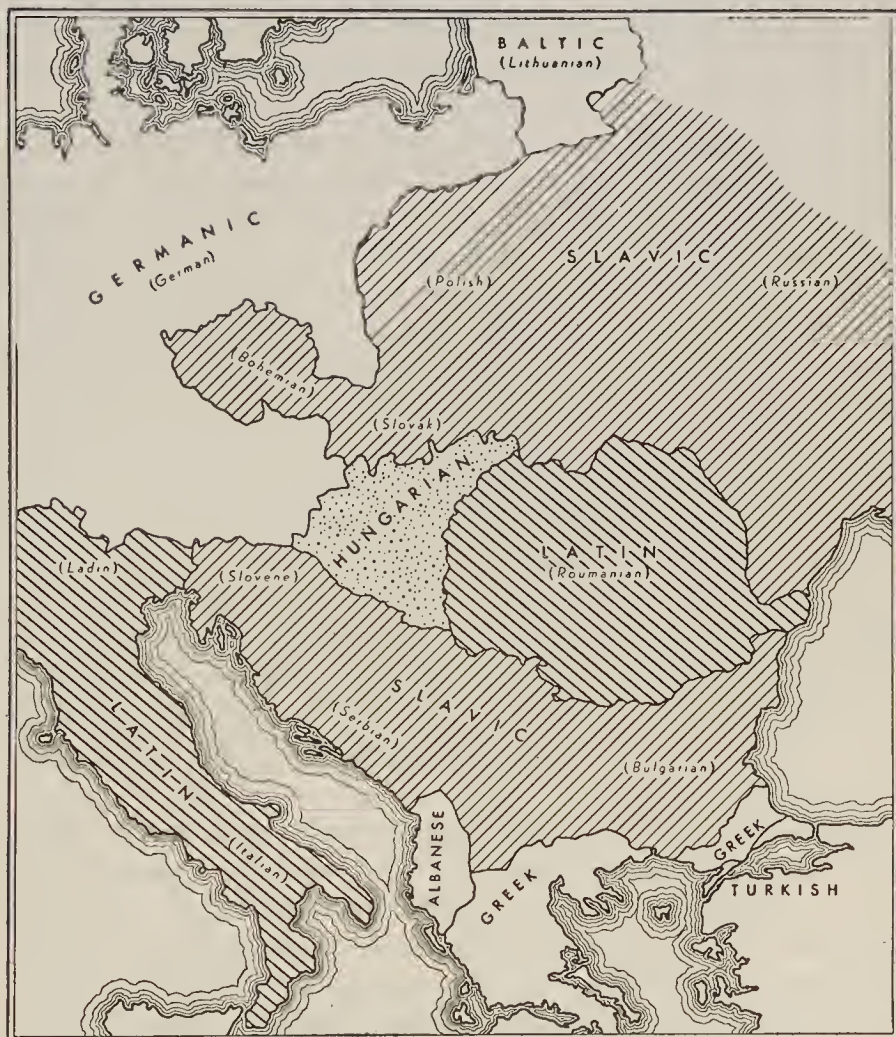 BALTIC
(Lithuanian)
GERMANIC
(German)
SLAVIC
(Polish)
(Russian)
(Bohemian)
(Slovak)
HUNGARIAN
LATIN
(Roumanian)
(Ladin)
(Slovene)
SLAVIC
(Serbian)
(Bulgarian)
LATIN
(Italian)
ALBANESE
GREEK
GREEK
TURKISH